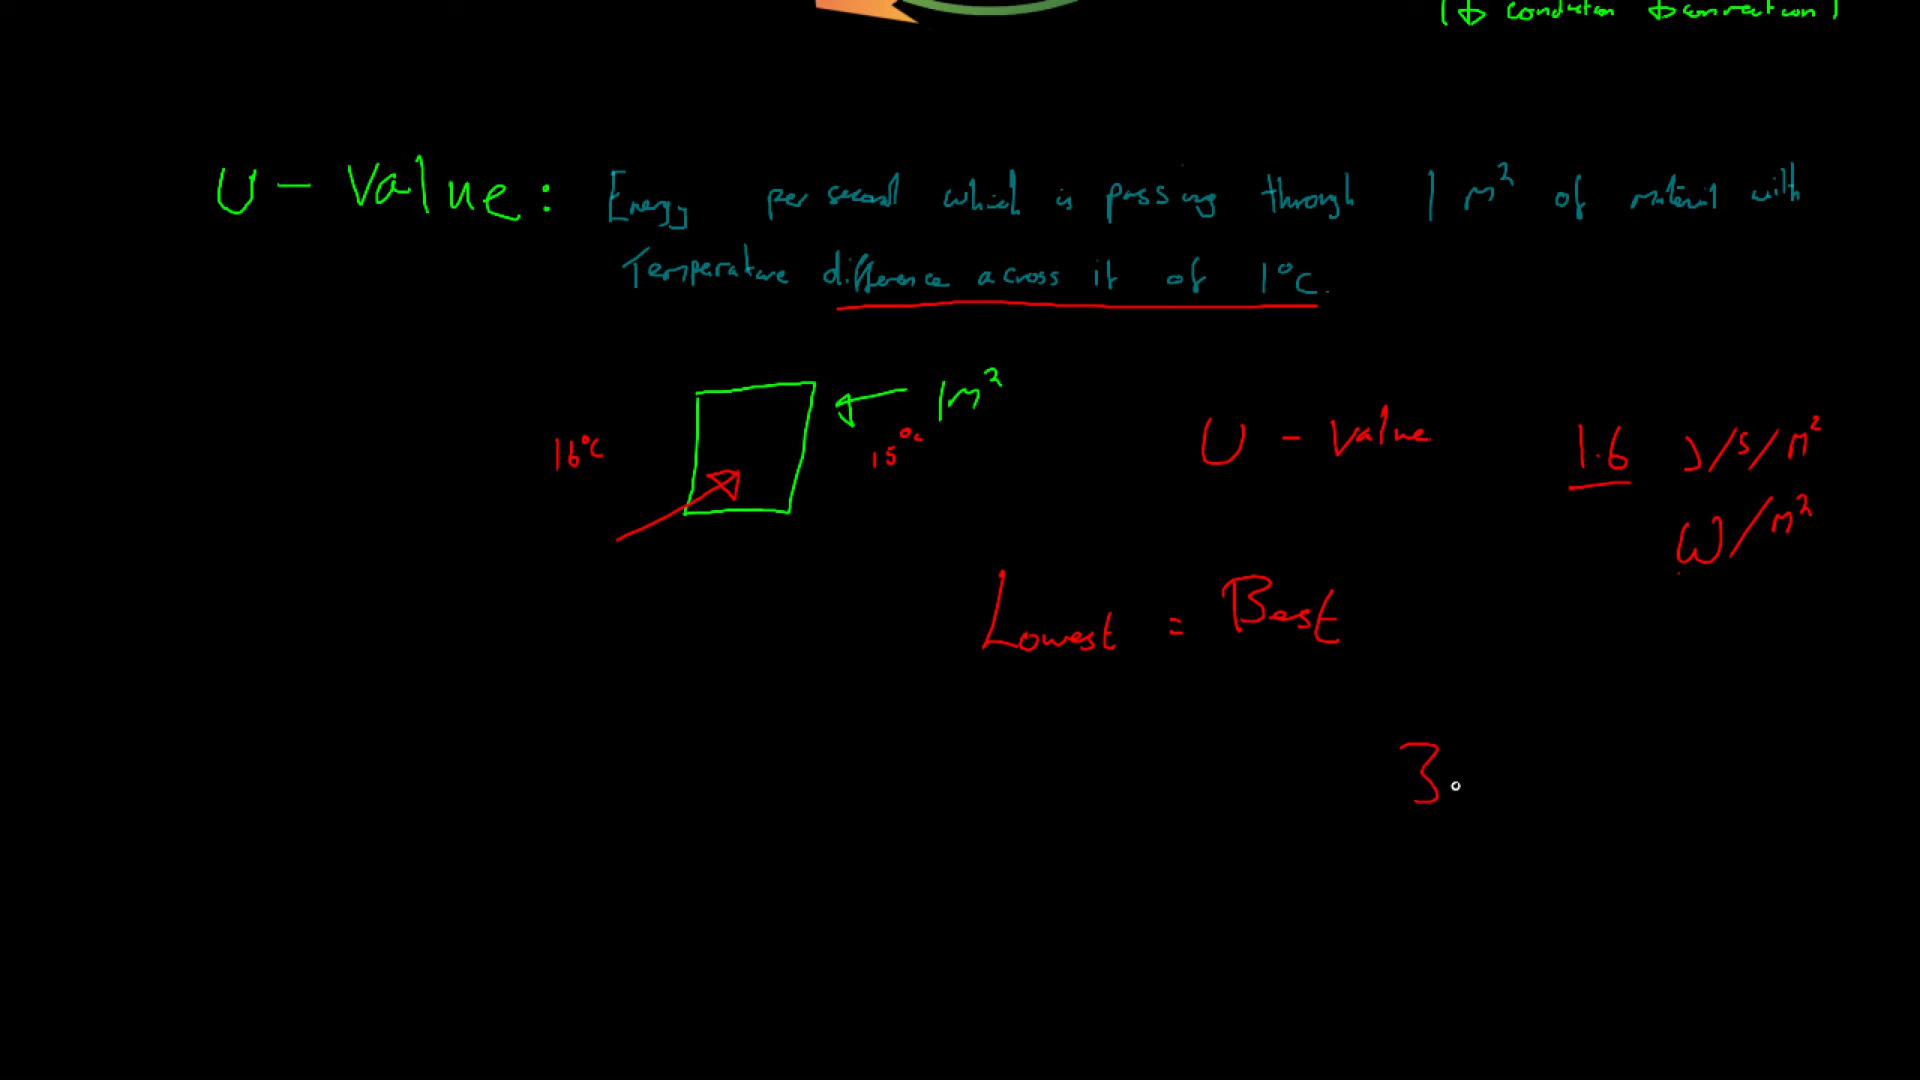 (↓ conduction ↓ convection)
U - Value: Energy per second which is passing through 1 m² of material with
Temperature difference across it of 1°C.
1m²
16°C
15°C
U - Value 1.6 J/s/m²
W/m²
Lowest = Best
3.